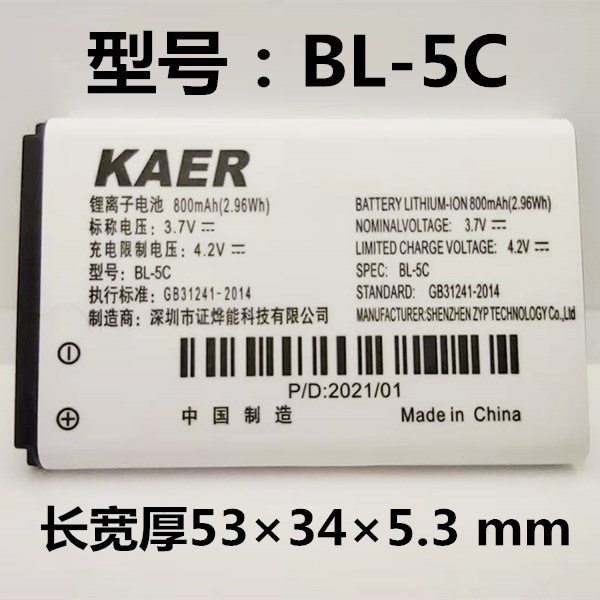 型号：BL-5C
KAER
锂离子电池 800mAh(2.96Wh)
标称电压：3.7V
充电限制电压：4.2V
型号: BL-5C
执行标准: GB31241-2014
制造商：深圳市证烨能科技有限公司
BATTERY LITHIUM-ION 800mAh(2.96Wh)
NOMINALVOLTAGE: 3.7V
LIMITED CHARGE VOLTAGE: 4.2V
SPEC: BL-5C
STANDARD: GB31241-2014
MANUFACTURER:SHENZHEN ZYP TECHNOLOGY Co,Ltd
P/D:2021/01
中国制造 Made in China
长宽厚53×34×5.3 mm